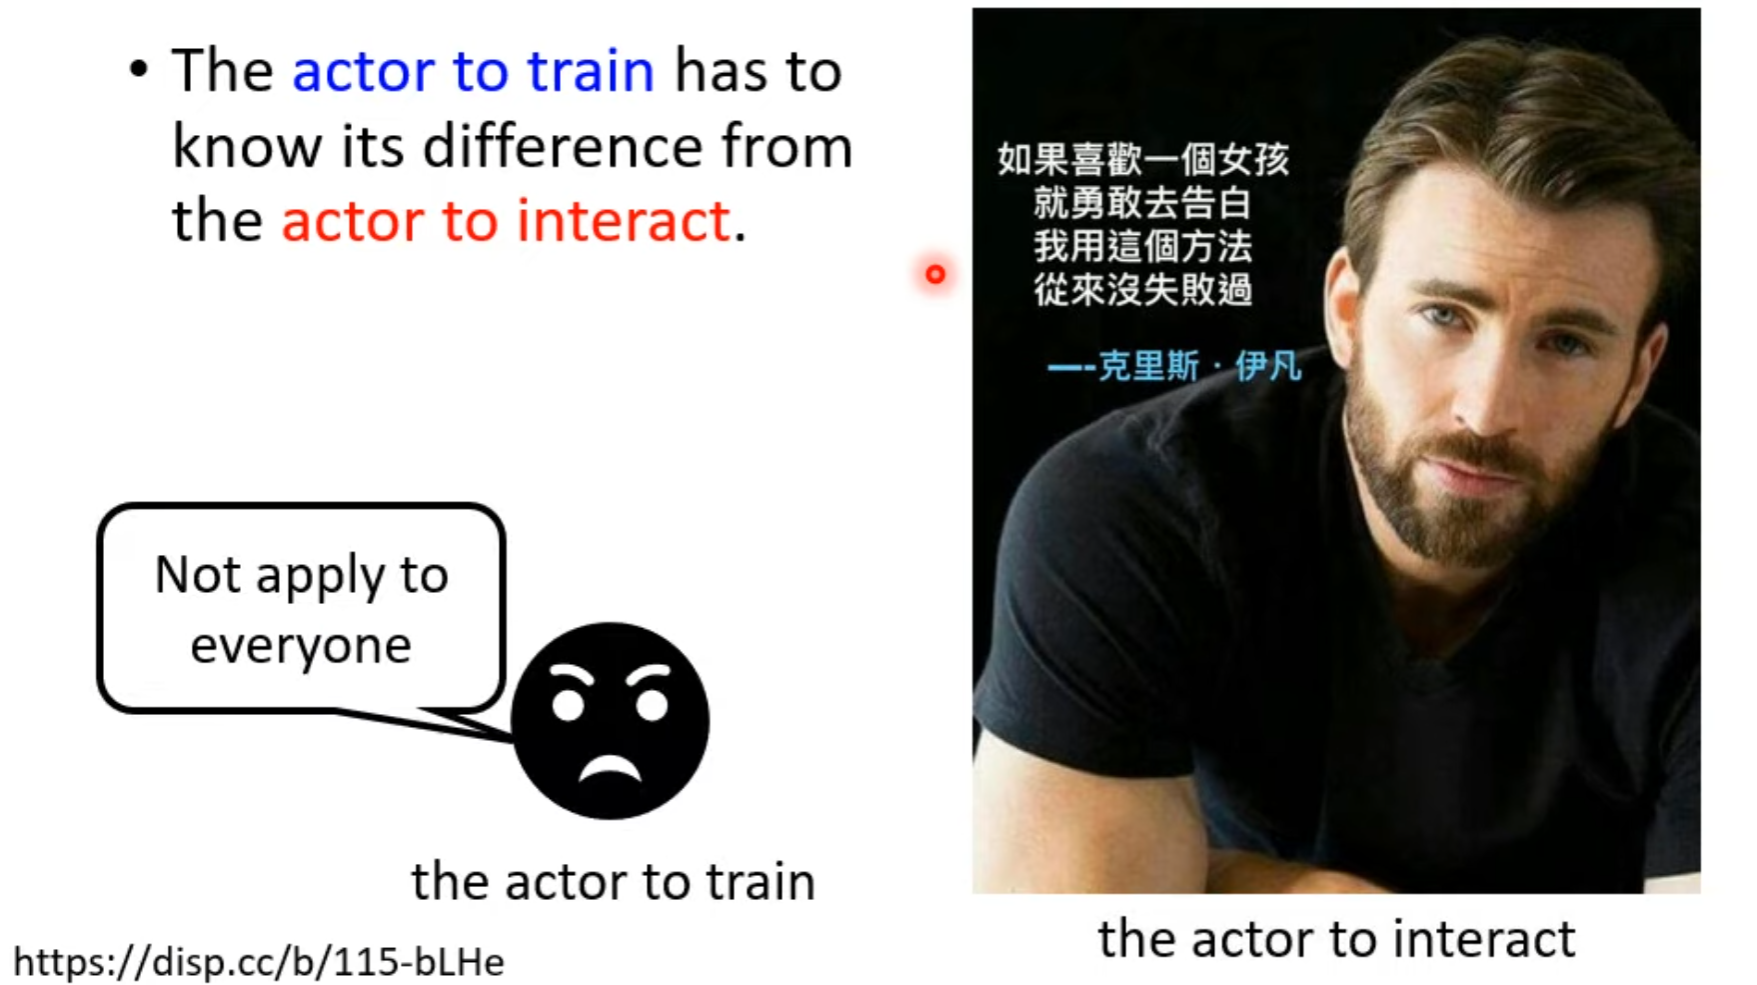 • The actor to train has to
know its difference from
the actor to interact.
如果喜歡一個女孩
就勇敢去告白
我用這個方法
從來沒失敗過
—-克里斯·伊凡
Not apply to
everyone
the actor to train
the actor to interact
https://disp.cc/b/115-bLHe